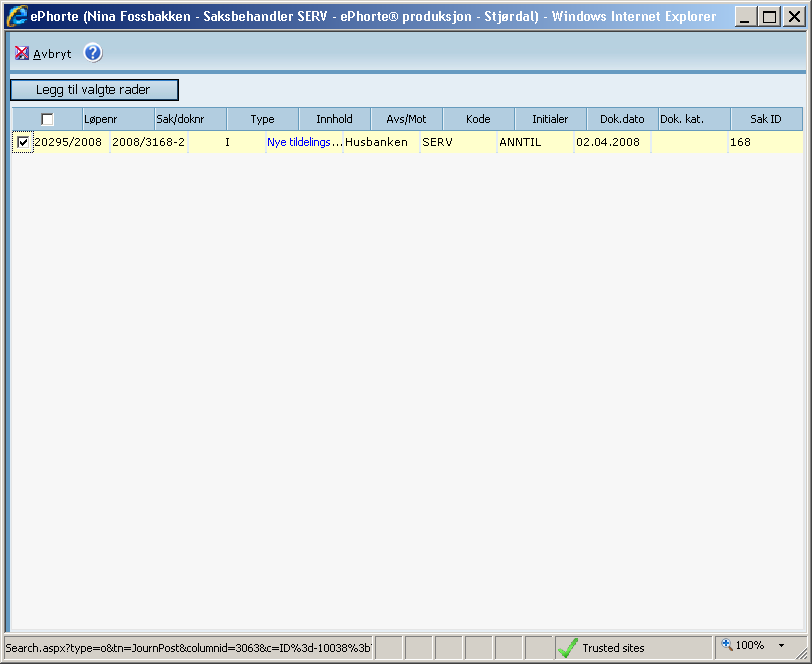 ePhorte (Nina Fossbakken - Saksbehandler SERV - ePhorte® produksjon - Stjørdal) - Windows Internet Explorer
Avbryt ?
Legg til valgte rader
Løpenr Sak/doknr Type Innhold Avs/Mot Kode Initialer Dok.dato Dok. kat. Sak ID
20295/2008 2008/3168-2 I Nye tildelings... Husbanken SERV ANNTIL 02.04.2008 168
Search.aspx?type=o&tn=JournPost&columnid=3063&c=ID%3d-10038%3b Trusted sites 100%